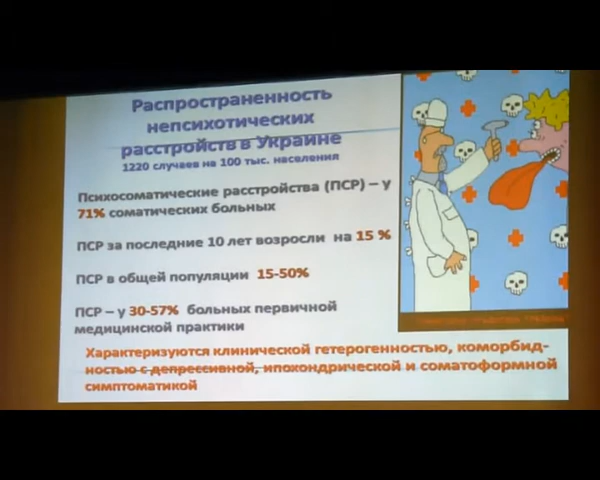 Распространенность
непсихотических
расстройств в Украине
1220 случаев на 100 тыс. населения
Психосоматические расстройства (ПСР) – у
71% соматических больных
ПСР за последние 10 лет возросли на 15 %
ПСР в общей популяции 15-50%
ПСР – у 30-57% больных первичной
медицинской практики
Характеризуются клинической гетерогенностью, коморбид-
ностью с депрессивной, ипохондрической и соматоформной
симптоматикой